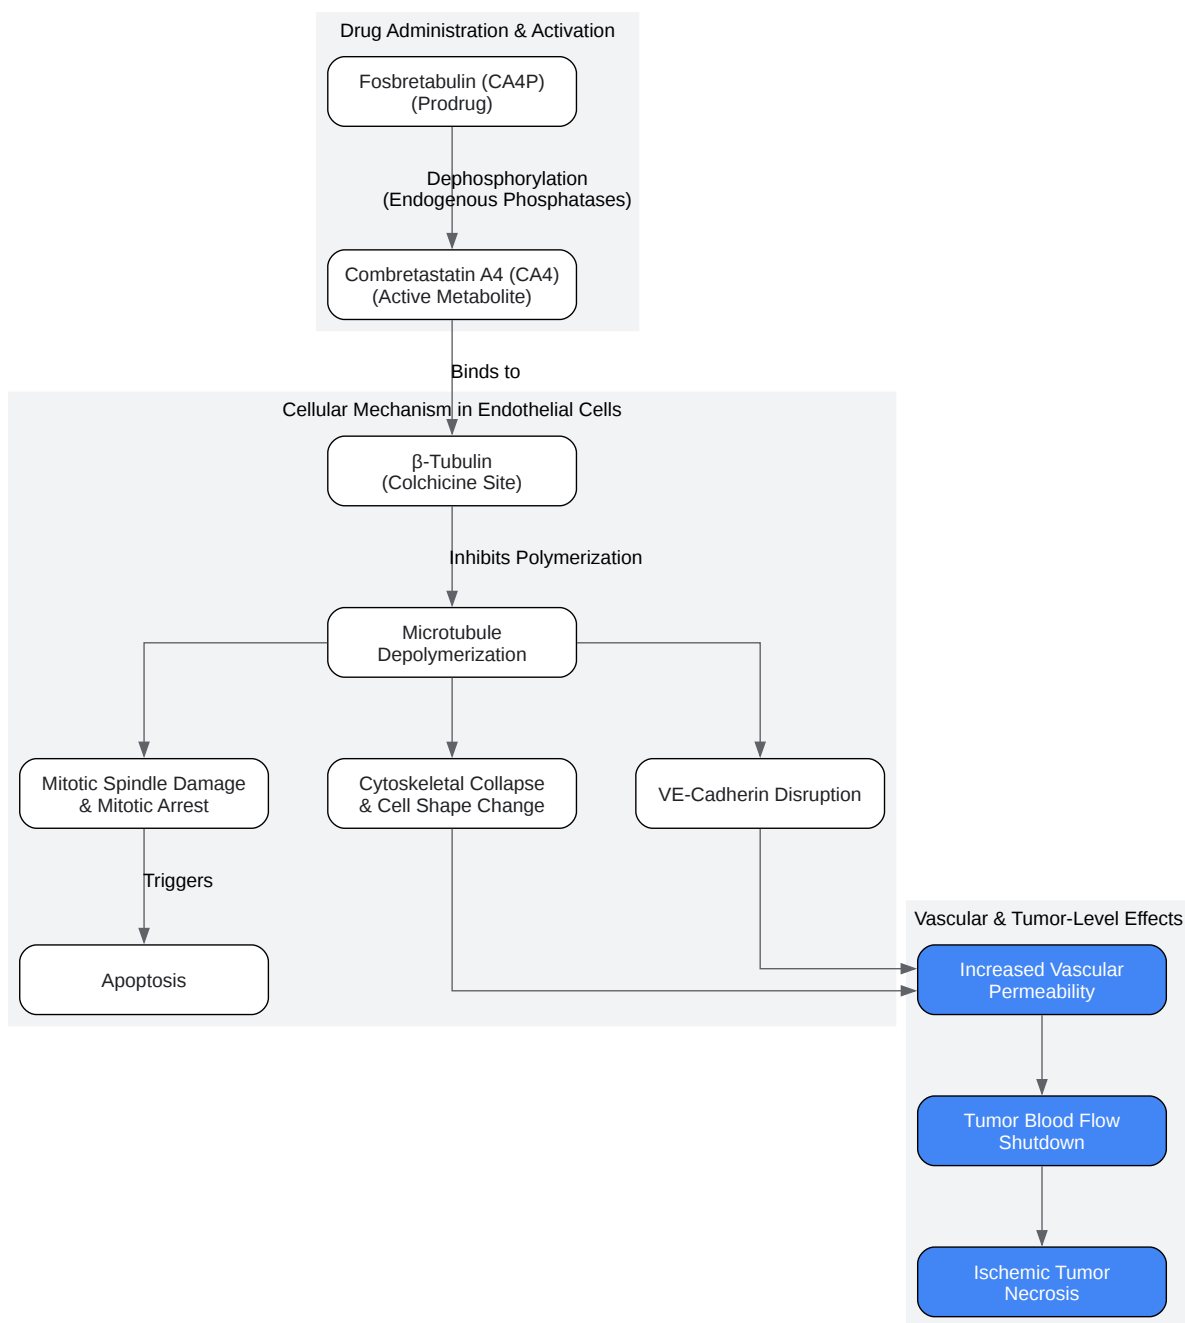 Drug Administration & Activation
Fosbretabulin (CA4P)
(Prodrug)
Dephosphorylation
(Endogenous Phosphatases)
Combretastatin A4 (CA4)
(Active Metabolite)
Binds to
Cellular Mechanism in Endothelial Cells
β-Tubulin
(Colchicine Site)
Inhibits Polymerization
Microtubule
Depolymerization
Mitotic Spindle Damage
& Mitotic Arrest
Cytoskeletal Collapse
& Cell Shape Change
VE-Cadherin Disruption
Triggers
Apoptosis
Vascular & Tumor-Level Effects
Increased Vascular
Permeability
Tumor Blood Flow
Shutdown
Ischemic Tumor
Necrosis